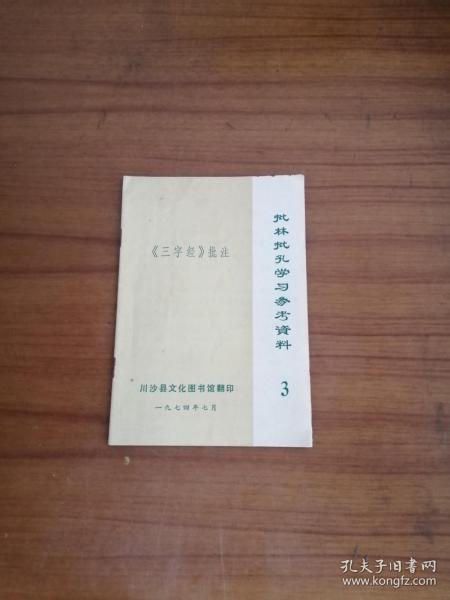 《三字经》批注
川沙县文化图书馆翻印
一九七四年七月
批林批孔学习参考資料
3
孔夫子旧书网
www.kongfz.com